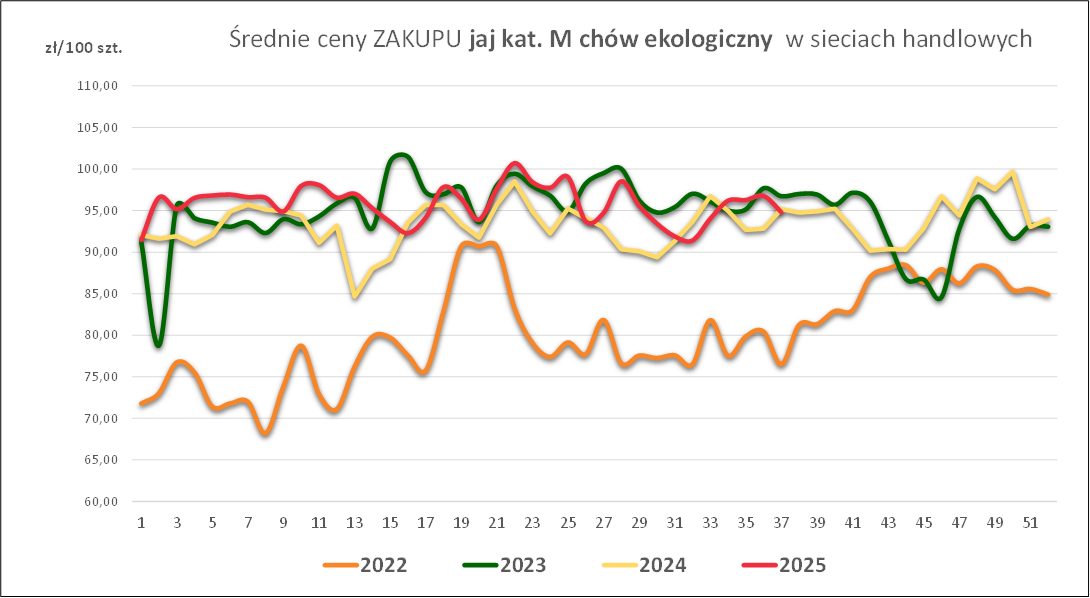 Średnie ceny ZAKUPU jaj kat. M chów ekologiczny w sieciach handlowych
zł/100 szt.
110,00
105,00
100,00
95,00
90,00
85,00
80,00
75,00
70,00
65,00
60,00
1 3 5 7 9 11 13 15 17 19 21 23 25 27 29 31 33 35 37 39 41 43 45 47 49 51
2022 2023 2024 2025